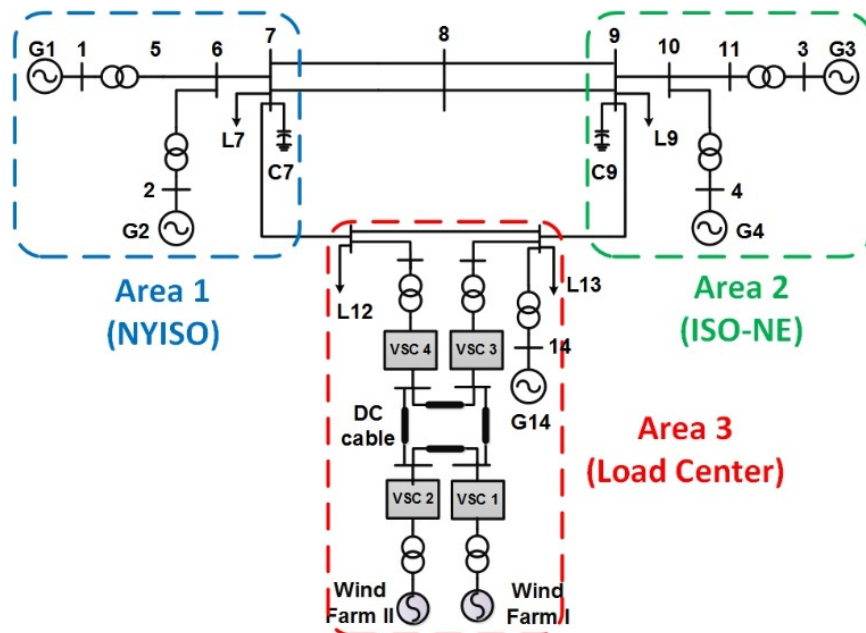 G1
1
5
6
7
8
9
10
11
3
G3
L7
C7
C9
L9
2
G2
4
G4
Area 1
(NYISO)
Area 2
(ISO-NE)
L12
L13
VSC 4
VSC 3
14
G14
DC
cable
Area 3
(Load Center)
VSC 2
VSC 1
Wind
Farm II
Wind
Farm I